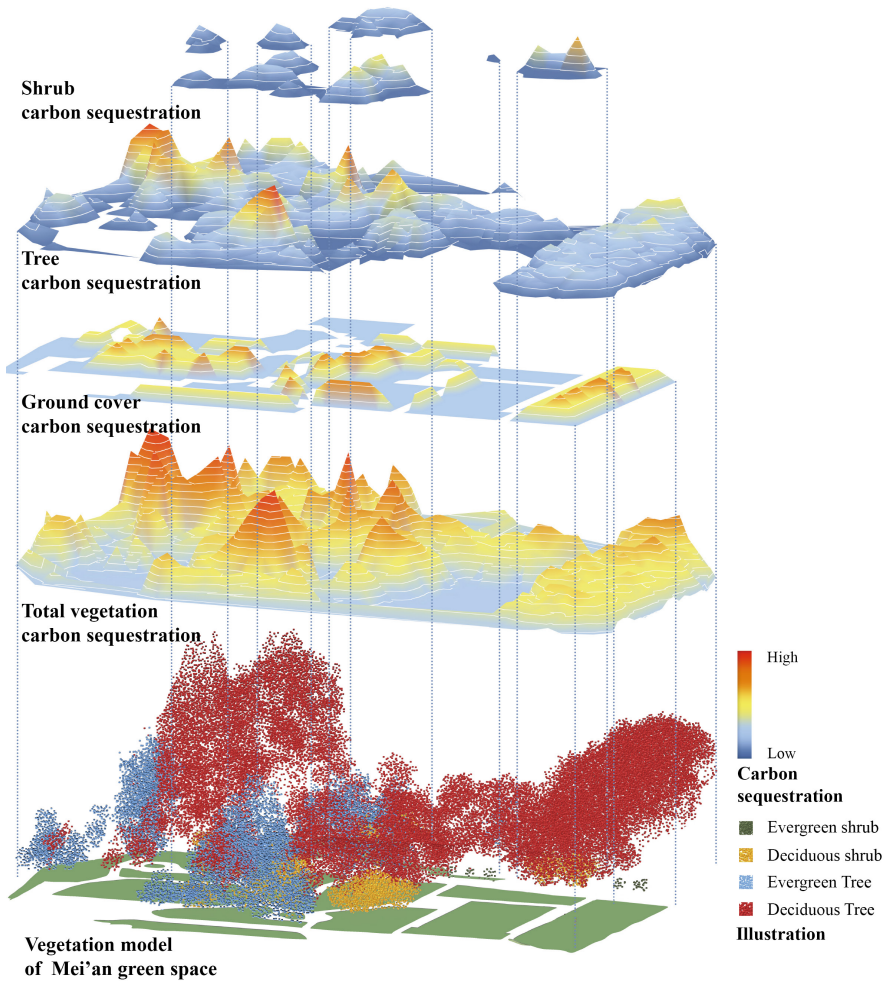 Shrub
carbon sequestration
Tree
carbon sequestration
Ground cover
carbon sequestration
Total vegetation
carbon sequestration
High
Low
Carbon
sequestration
Evergreen shrub
Deciduous shrub
Evergreen Tree
Deciduous Tree
Illustration
Vegetation model
of Mei'an green space